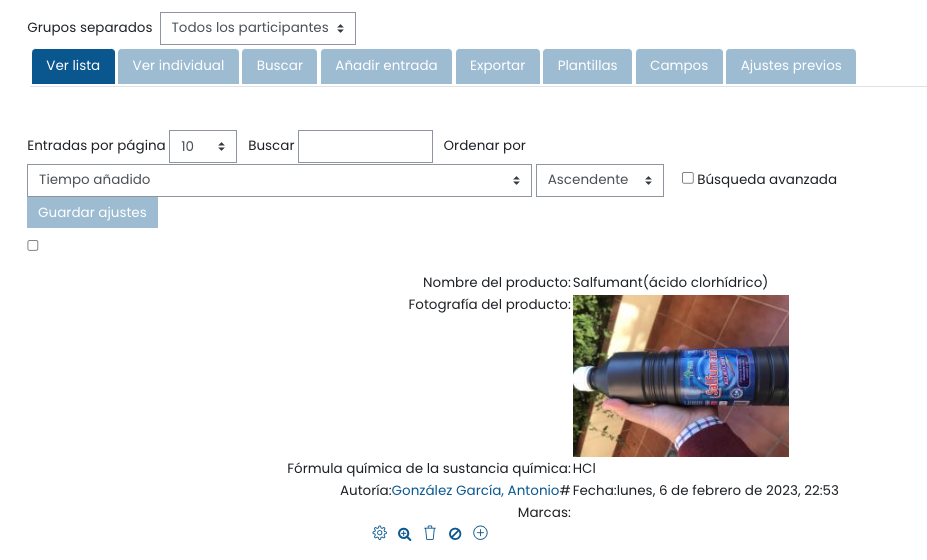 Grupos separados Todos los participantes
Ver lista Ver individual Buscar Añadir entrada Exportar Plantillas Campos Ajustes previos
Entradas por página 10 Buscar Ordenar por
Tiempo añadido Ascendente Búsqueda avanzada
Guardar ajustes
Nombre del producto: Salfumant(ácido clorhídrico)
Fotografía del producto:
Salfumant
Fórmula química de la sustancia química: HCl
Autoría:González García, Antonio# Fecha:lunes, 6 de febrero de 2023, 22:53
Marcas: